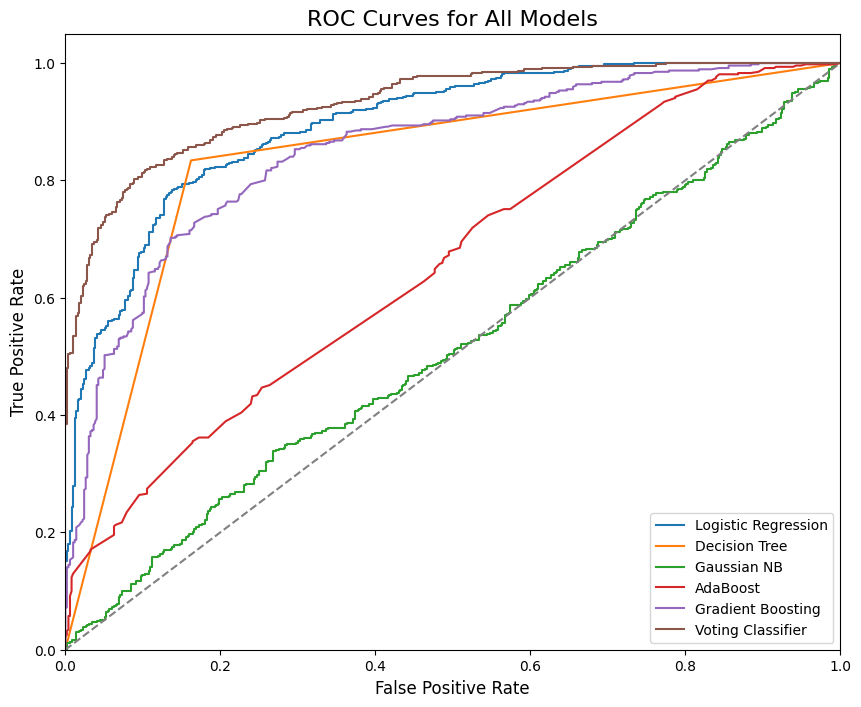 ROC Curves for All Models
True Positive Rate
1.0
0.8
0.6
0.4
0.2
0.0
Logistic Regression
Decision Tree
Gaussian NB
AdaBoost
Gradient Boosting
Voting Classifier
0.0 0.2 0.4 0.6 0.8 1.0
False Positive Rate